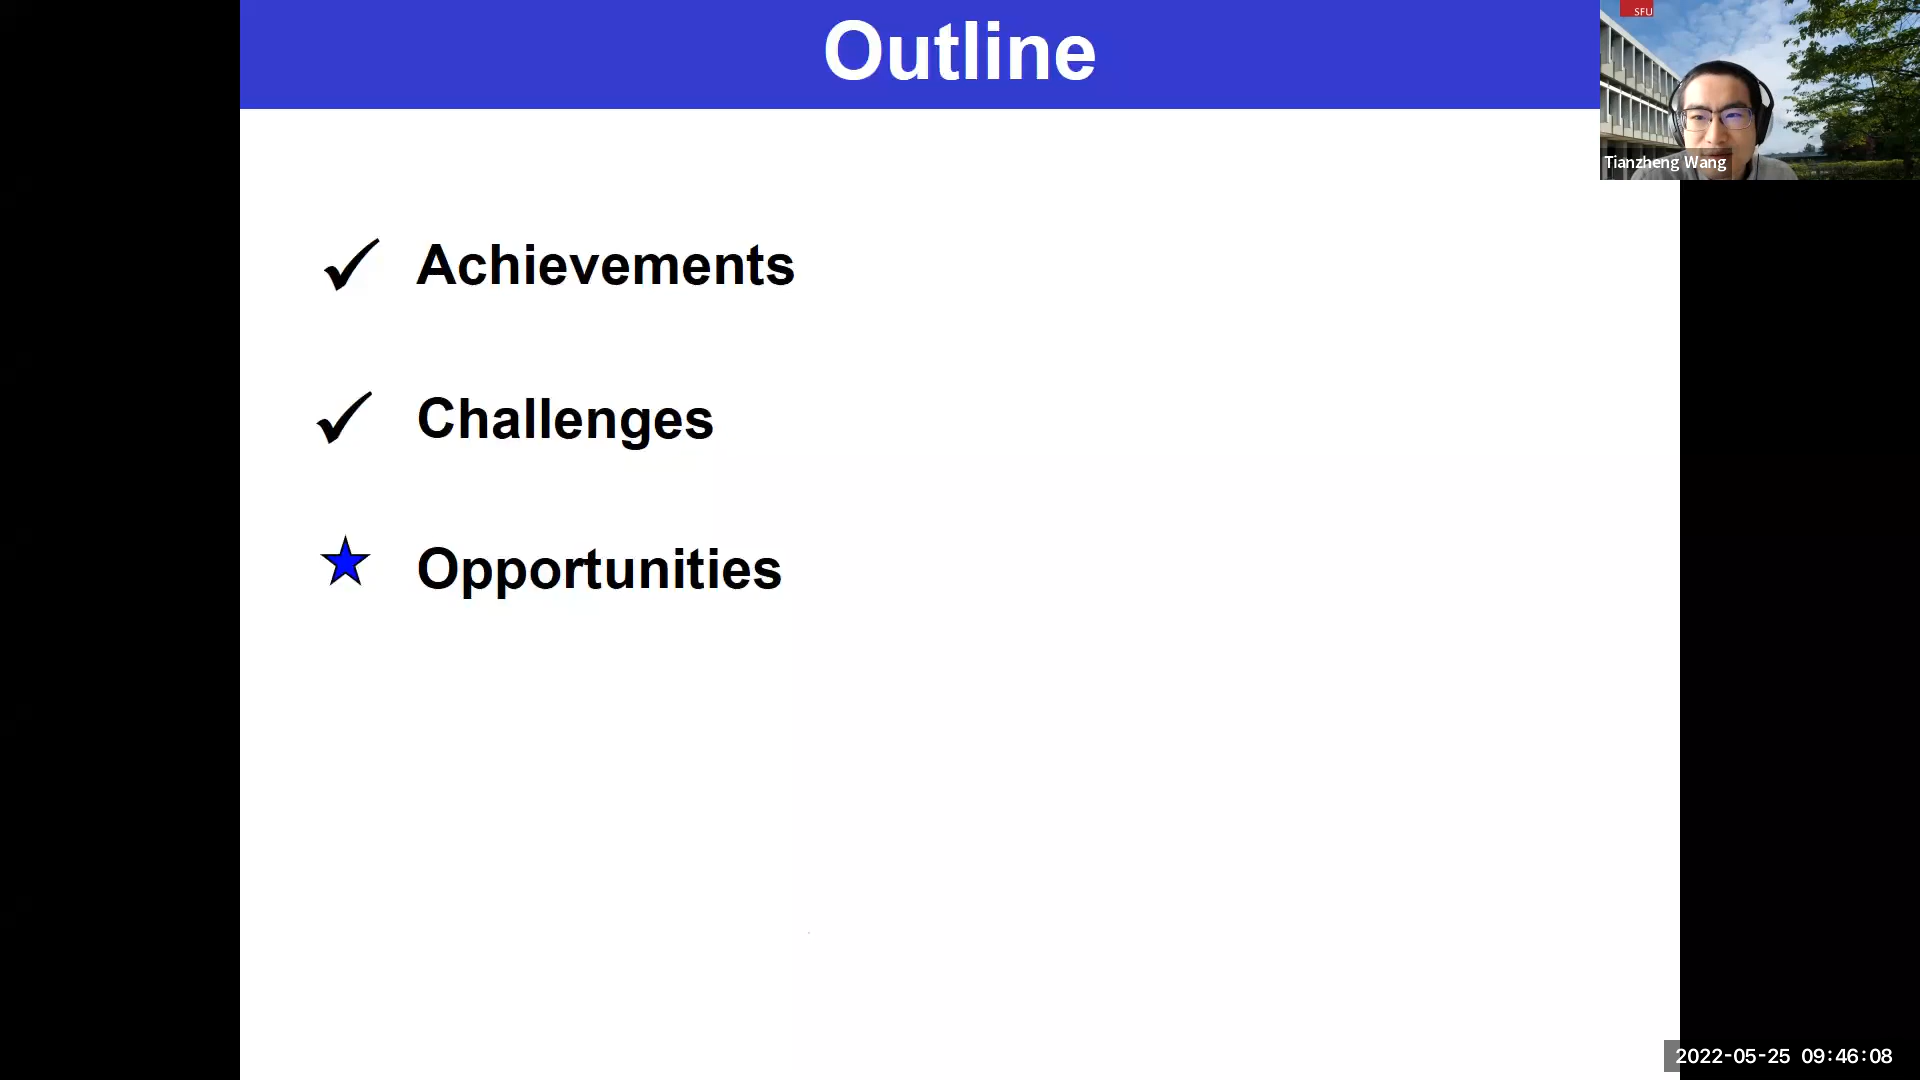 Outline
SFU
Tianzheng Wang
Achievements
Challenges
Opportunities
2022-05-25 09:46:08